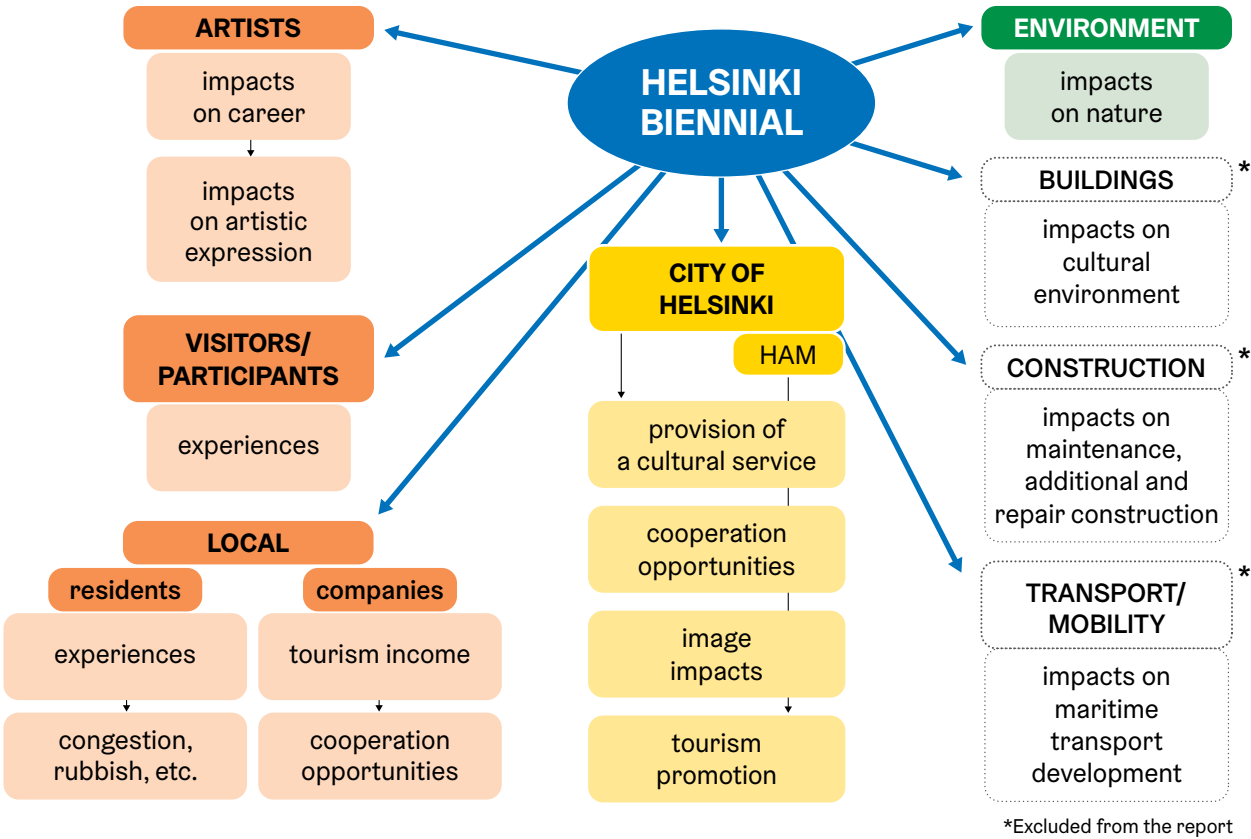 HELSINKI
BIENNIAL
ARTISTS
impacts
on career
impacts
on artistic
expression
VISITORS/
PARTICIPANTS
experiences
LOCAL
residents
experiences
congestion,
rubbish, etc.
companies
tourism income
cooperation
opportunities
CITY OF
HELSINKI
HAM
provision of
a cultural service
cooperation
opportunities
image
impacts
tourism
promotion
ENVIRONMENT
impacts
on nature
BUILDINGS *
impacts on
cultural
environment
CONSTRUCTION *
impacts on
maintenance,
additional and
repair construction
TRANSPORT/ *
MOBILITY
impacts on
maritime
transport
development
*Excluded from the report